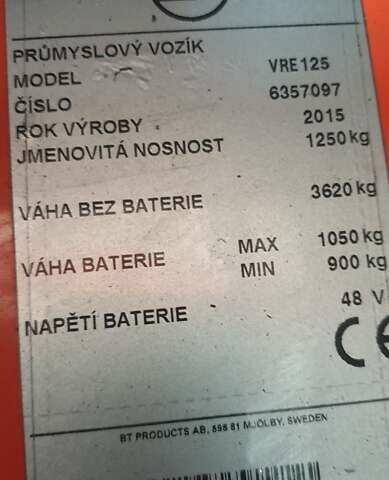 PRŮMYSLOVÝ VOZÍK
MODEL VRE125
ČÍSLO 6357097
ROK VÝROBY 2015
JMENOVITÁ NOSNOST 1250 kg
VÁHA BEZ BATERIE 3620 kg
VÁHA BATERIE MAX 1050 kg
MIN 900 kg
NAPĚTÍ BATERIE 48 V
CE
BT PRODUCTS AB, 595 81 MJÖLBY, SWEDEN